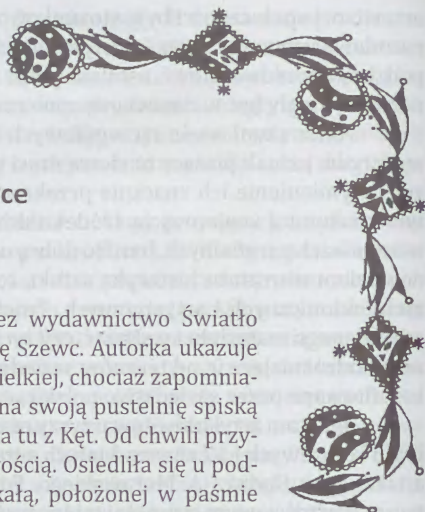 ce
ez wydawnictwo Światło
ę Szewc. Autorka ukazuje
ielkiej, chociaż zapomnia-
na swoją pustelnię spiską
a tu z Kęt. Od chwili przy-
ością. Osiedliła się u pod-
kałą, położonej w paśmie